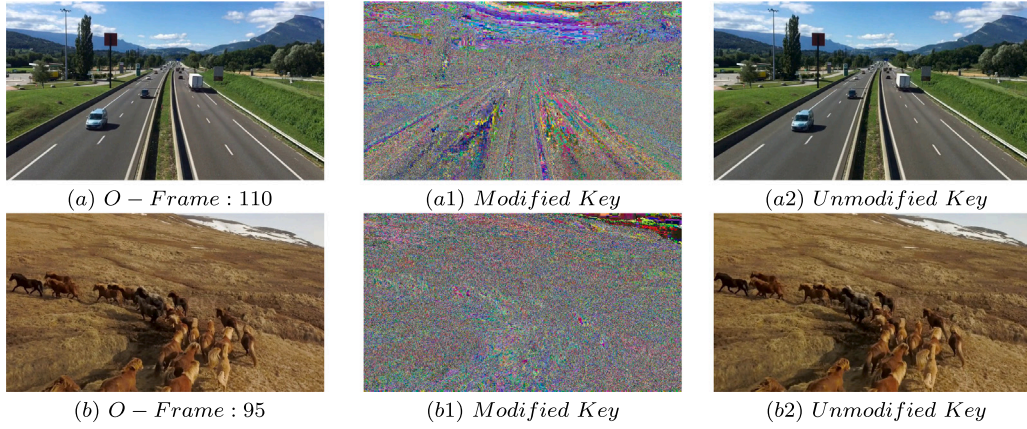 (a) O − Frame : 110
(a1) Modified Key
(a2) Unmodified Key
(b) O − Frame : 95
(b1) Modified Key
(b2) Unmodified Key